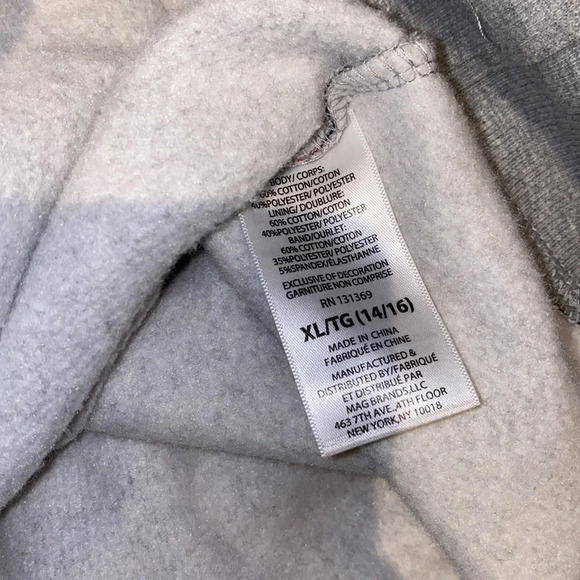 BODY/ CORPS:
60% COTTON/COTON
40%POLYESTER/ POLYESTER
LINING/ DOUBLURE:
60% COTTON/COTON
40%POLYESTER/ POLYESTER
BAND/OURLET:
60% COTTON/COTON
35%POLYESTER/POLYESTER
5%SPANDEX/ÉLASTHANNE
EXCLUSIVE OF DECORATION
GARNITURE NON COMPRISE
RN 131369
XL/TG (14/16)
MADE IN CHINA
FABRIQUÉ EN CHINE
MANUFACTURED &
DISTRIBUTED BY/FABRIQUÉ
ET DISTRIBUÉ PAR
MAG BRANDS,LLC
463 7TH AVE.,4TH FLOOR
NEW YORK,NY 10018